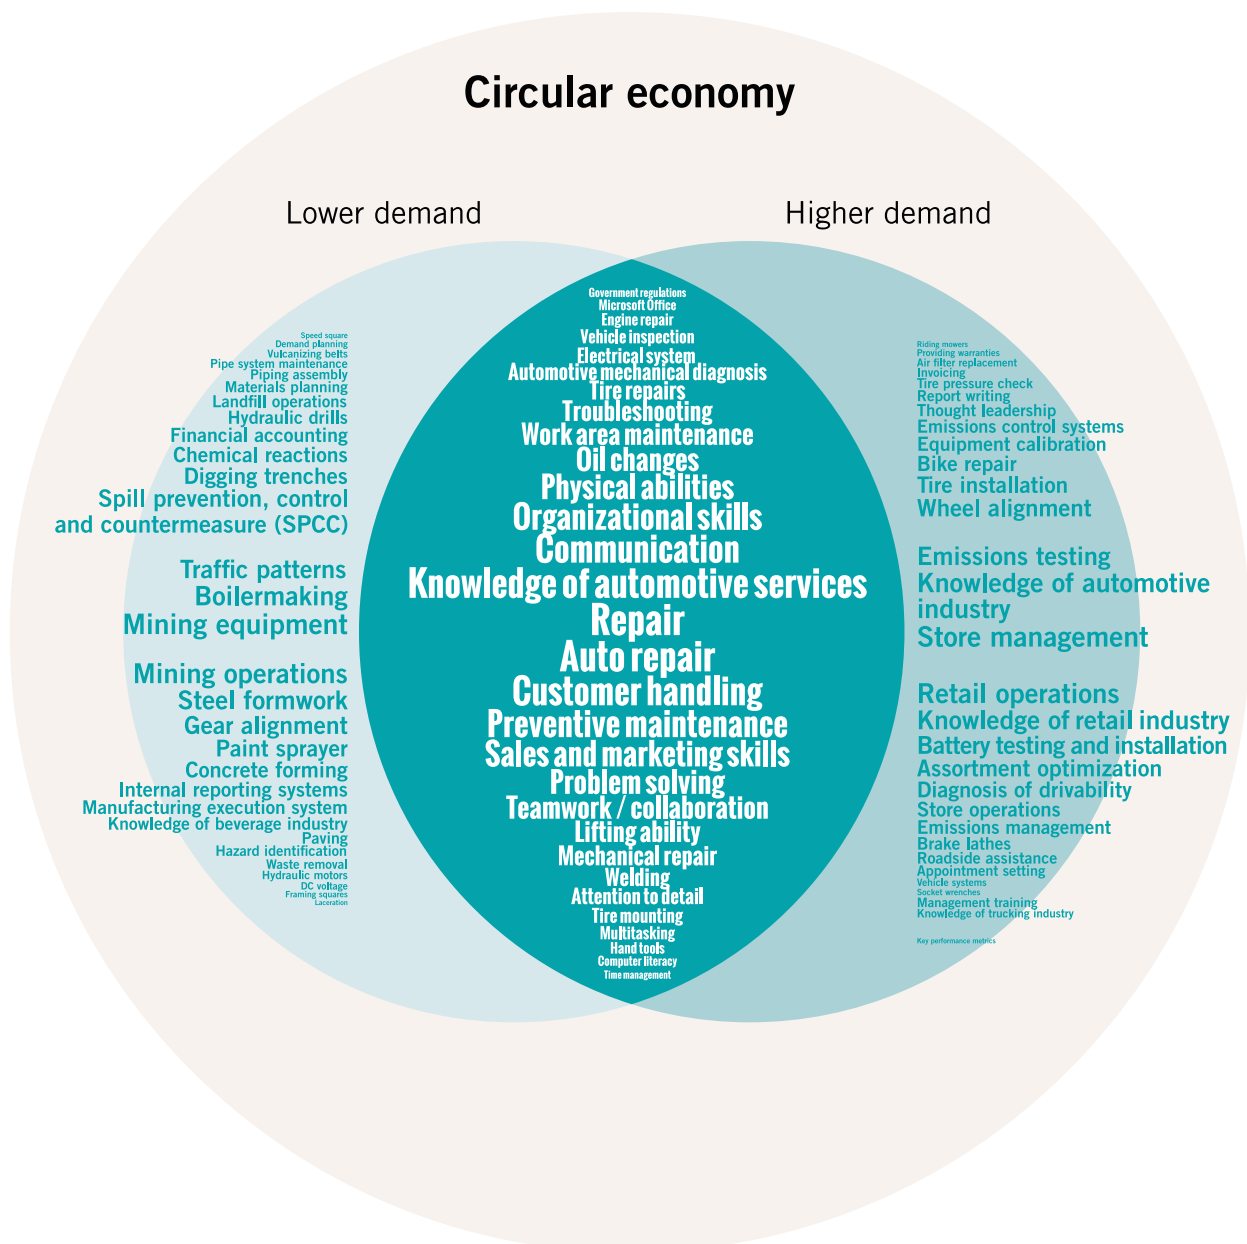 Circular economy
Lower demand
Higher demand
Speed square
Demand planning
Vulcanizing belts
Pipe system maintenance
Piping assembly
Materials planning
Landfill operations
Hydraulic drills
Financial accounting
Chemical reactions
Digging trenches
Spill prevention, control
and countermeasure (SPCC)
Traffic patterns
Boilermaking
Mining equipment
Mining operations
Steel formwork
Gear alignment
Paint sprayer
Concrete forming
Internal reporting systems
Manufacturing execution system
Knowledge of beverage industry
Paving
Hazard identification
Waste removal
Hydraulic motors
DC voltage
Framing squares
Laceration
Government regulations
Microsoft Office
Engine repair
Vehicle inspection
Electrical system
Automotive mechanical diagnosis
Tire repairs
Troubleshooting
Work area maintenance
Oil changes
Physical abilities
Organizational skills
Communication
Knowledge of automotive services
Repair
Auto repair
Customer handling
Preventive maintenance
Sales and marketing skills
Problem solving
Teamwork / collaboration
Lifting ability
Mechanical repair
Welding
Attention to detail
Tire mounting
Multitasking
Hand tools
Computer literacy
Time management
Riding mowers
Providing warranties
Air filter replacement
Invoicing
Tire pressure check
Report writing
Thought leadership
Emissions control systems
Equipment calibration
Bike repair
Tire installation
Wheel alignment
Emissions testing
Knowledge of automotive
industry
Store management
Retail operations
Knowledge of retail industry
Battery testing and installation
Assortment optimization
Diagnosis of drivability
Store operations
Emissions management
Brake lathes
Roadside assistance
Appointment setting
Vehicle systems
Socket wrenches
Management training
Knowledge of trucking industry
Key performance metrics